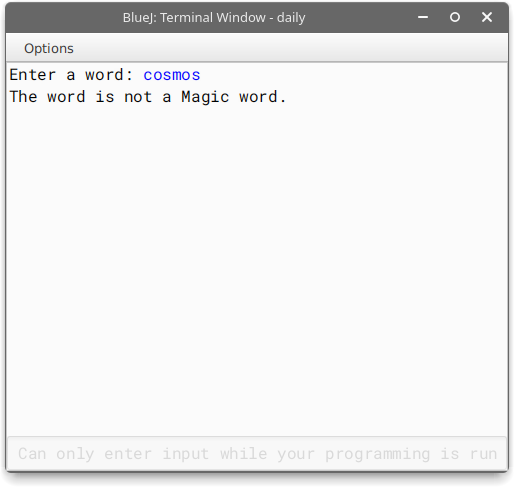 BlueJ: Terminal Window - daily
Options
Enter a word: cosmos
The word is not a Magic word.
Can only enter input while your programming is run